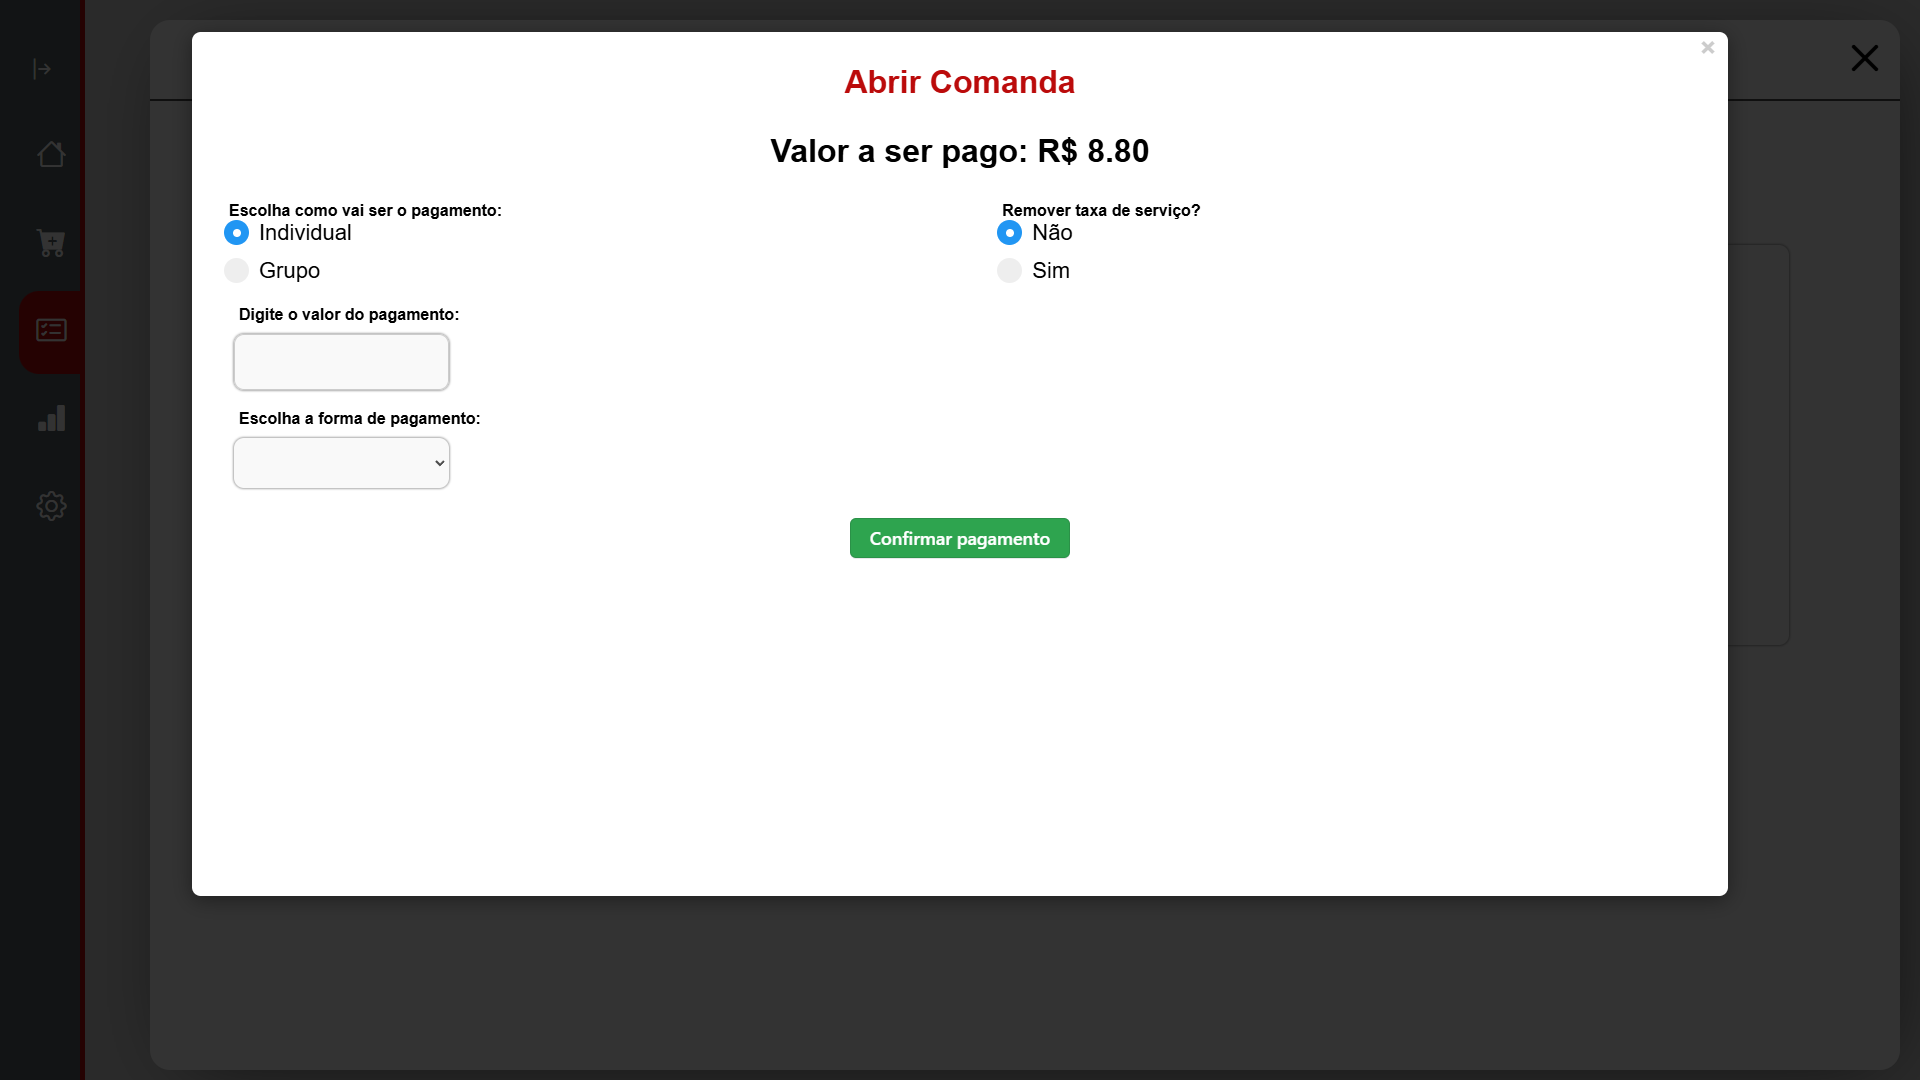 Abrir Comanda
Valor a ser pago: R$ 8.80
Escolha como vai ser o pagamento:
Individual
Grupo
Remover taxa de serviço?
Não
Sim
Digite o valor do pagamento:
Escolha a forma de pagamento:
Confirmar pagamento